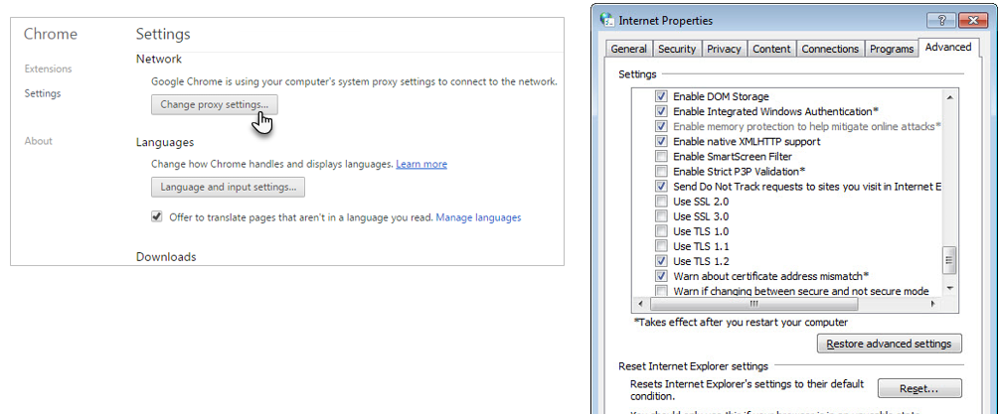 Chrome
Settings
Extensions
Settings
About
Network
Google Chrome is using your computer's system proxy settings to connect to the network.
Change proxy settings...
Languages
Change how Chrome handles and displays languages. Learn more
Language and input settings...
Offer to translate pages that aren't in a language you read. Manage languages
Downloads
Internet Properties
General Security Privacy Content Connections Programs Advanced
Settings
Enable DOM Storage
Enable Integrated Windows Authentication*
Enable memory protection to help mitigate online attacks*
Enable native XMLHTTP support
Enable SmartScreen Filter
Enable Strict P3P Validation*
Send Do Not Track requests to sites you visit in Internet E
Use SSL 2.0
Use SSL 3.0
Use TLS 1.0
Use TLS 1.1
Use TLS 1.2
Warn about certificate address mismatch*
Warn if changing between secure and not secure mode
*Takes effect after you restart your computer
Restore advanced settings
Reset Internet Explorer settings
Resets Internet Explorer's settings to their default
condition.
Reset...